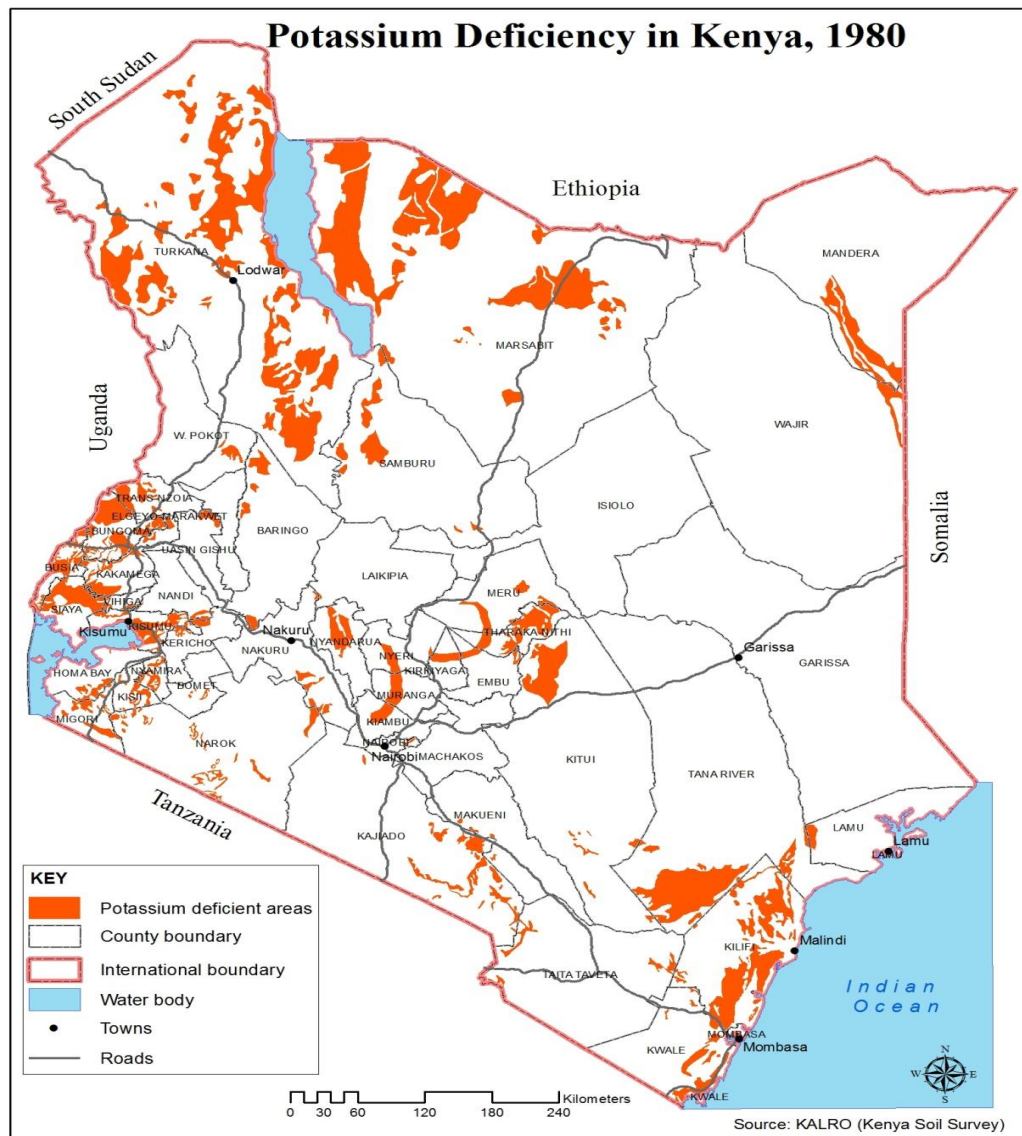 Potassium Deficiency in Kenya, 1980
South Sudan
Ethiopia
Uganda
Somalia
Tanzania
TURKANA
Lodwar
MANDERA
MARSABIT
WAJIR
W. POKOT
SAMBURU
ISIOLO
TRANS NZOIA
ELGEYO-MARAKWET
BUNGOMA
BARINGO
UASIN GISHU
BUSIA
KAKAMEGA
LAIKIPIA
NANDI
MERU
VIHIGA
SIAYA
Kisumu
KISUMU
THARAKA NITHI
Nakuru
NYANDARUA
KERICHO
NAKURU
NYERI
Garissa
GARISSA
HOMA BAY
NYAMIRA
KIRINYAGA
BOMET
EMBU
KISII
MURANGA
MIGORI
KIAMBU
NAROK
NAIROBI
Nairobi
MACHAKOS
KITUI
TANA RIVER
KAJIADO
MAKUENI
LAMU
Lamu
LAMU
KILIFI
Malindi
TAITA TAVETA
Indian
Ocean
MOMBASA
Mombasa
KWALE
KWALE
KEY
Potassium deficient areas
County boundary
International boundary
Water body
Towns
Roads
Kilometers
0 30 60 120 180 240
N
W E
S
Source: KALRO (Kenya Soil Survey)